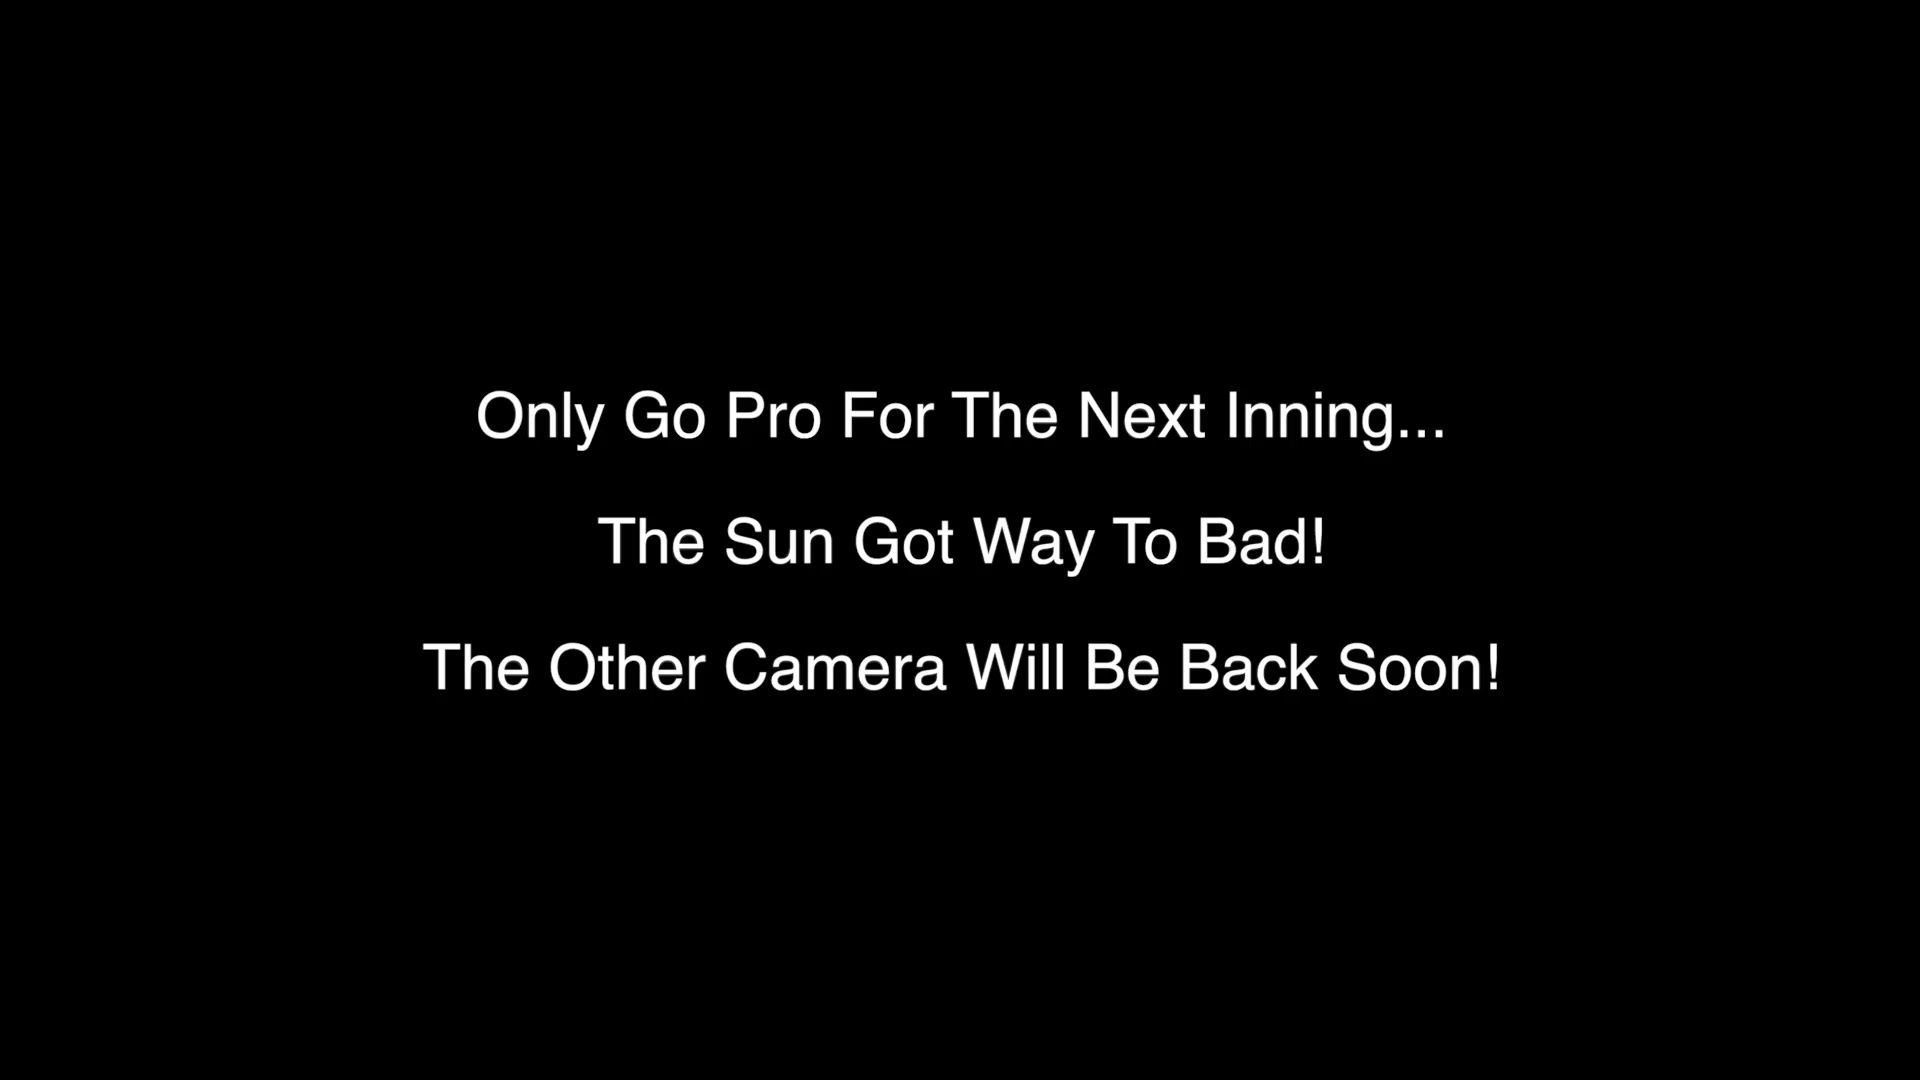 Only Go Pro For The Next Inning...
The Sun Got Way To Bad!
The Other Camera Will Be Back Soon!